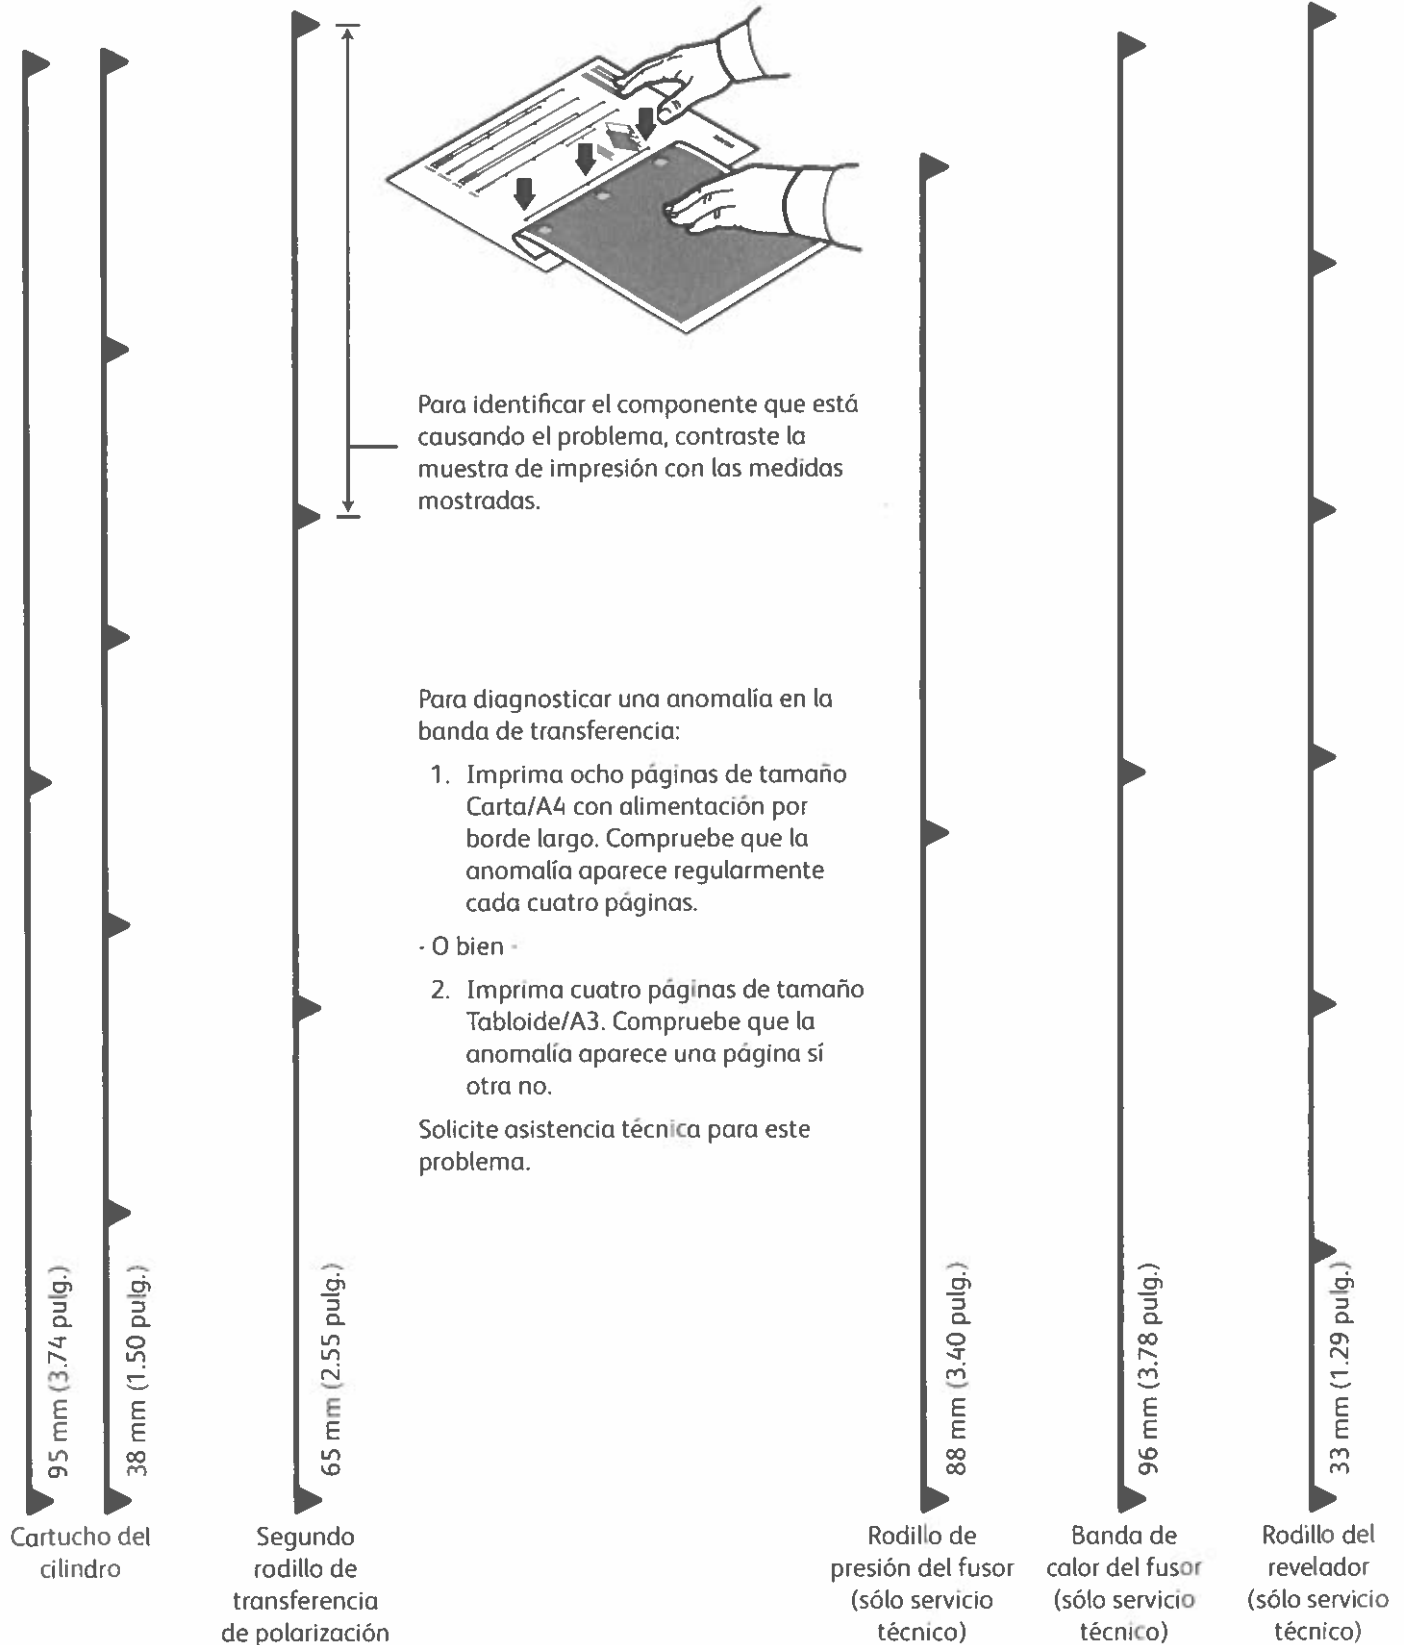 Para identificar el componente que está
causando el problema, contraste la
muestra de impresión con las medidas
mostradas.
Para diagnosticar una anomalía en la
banda de transferencia:
1. Imprima ocho páginas de tamaño
Carta/A4 con alimentación por
borde largo. Compruebe que la
anomalía aparece regularmente
cada cuatro páginas.
- O bien -
2. Imprima cuatro páginas de tamaño
Tabloide/A3. Compruebe que la
anomalía aparece una página sí
otra no.
Solicite asistencia técnica para este
problema.
95 mm (3.74 pulg.)
38 mm (1.50 pulg.)
65 mm (2.55 pulg.)
88 mm (3.40 pulg.)
96 mm (3.78 pulg.)
33 mm (1.29 pulg.)
Cartucho del
cilindro
Segundo
rodillo de
transferencia
de polarización
Rodillo de
presión del fusor
(sólo servicio
técnico)
Banda de
calor del fusor
(sólo servicio
técnico)
Rodillo del
revelador
(sólo servicio
técnico)